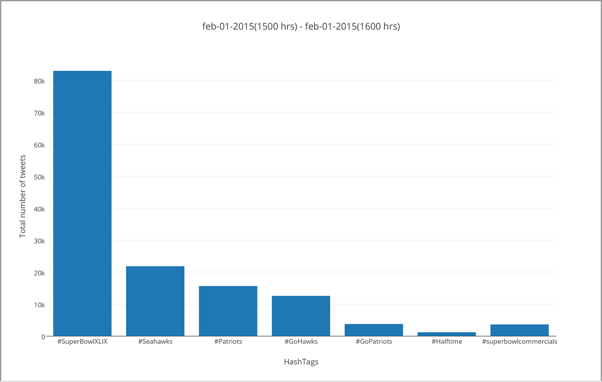 feb-01-2015(1500 hrs) - feb-01-2015(1600 hrs)
80k
70k
60k
50k
40k
30k
20k
10k
0
Total number of tweets
#SuperBowlXLIX #Seahawks #Patriots #GoHawks #GoPatriots #Halftime #superbowlcommercials
HashTags